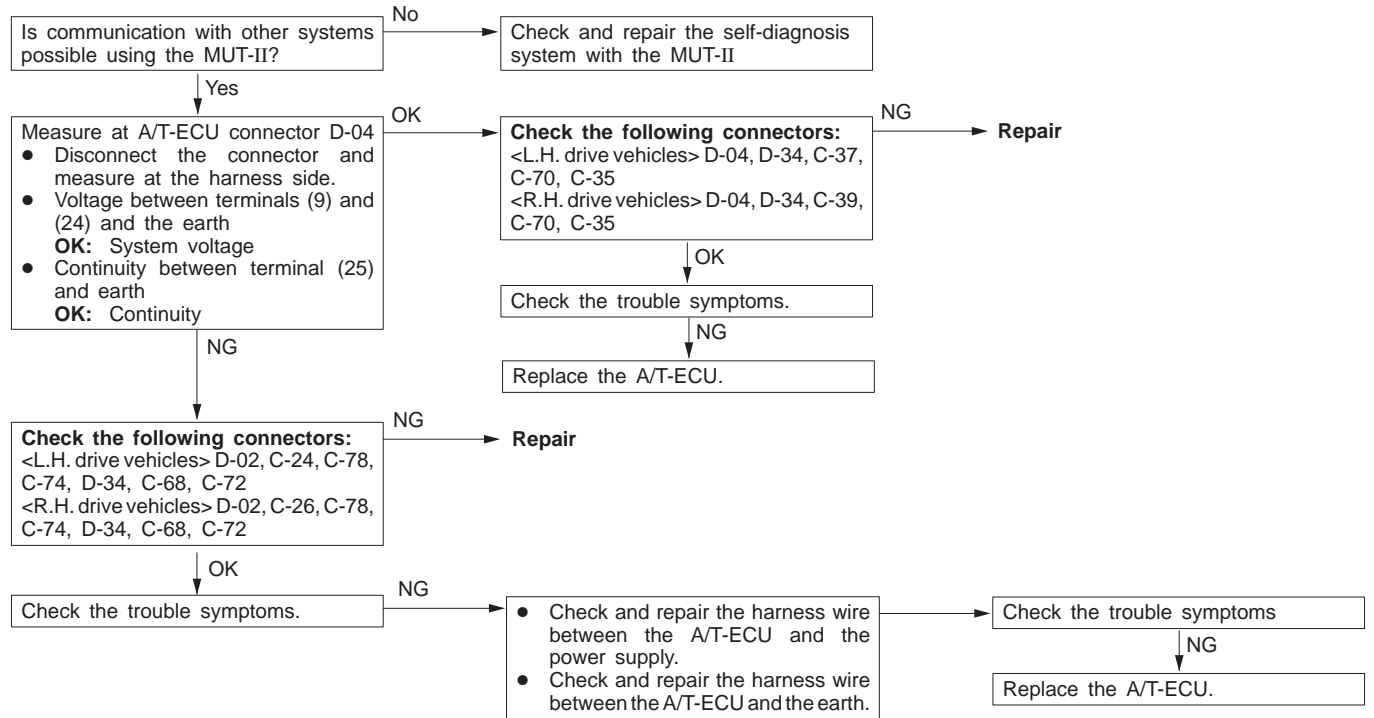 Is communication with other systems
possible using the MUT-II?
No
Check and repair the self-diagnosis
system with the MUT-II
Yes
Measure at A/T-ECU connector D-04
● Disconnect the connector and
measure at the harness side.
● Voltage between terminals (9) and
(24) and the earth
OK: System voltage
● Continuity between terminal (25)
and earth
OK: Continuity
OK
Check the following connectors:
<L.H. drive vehicles> D-04, D-34, C-37,
C-70, C-35
<R.H. drive vehicles> D-04, D-34, C-39,
C-70, C-35
NG
Repair
OK
Check the trouble symptoms.
NG
Replace the A/T-ECU.
NG
Check the following connectors:
<L.H. drive vehicles> D-02, C-24, C-78,
C-74, D-34, C-68, C-72
<R.H. drive vehicles> D-02, C-26, C-78,
C-74, D-34, C-68, C-72
NG
Repair
OK
Check the trouble symptoms.
NG
● Check and repair the harness wire
between the A/T-ECU and the
power supply.
● Check and repair the harness wire
between the A/T-ECU and the earth.
Check the trouble symptoms
NG
Replace the A/T-ECU.